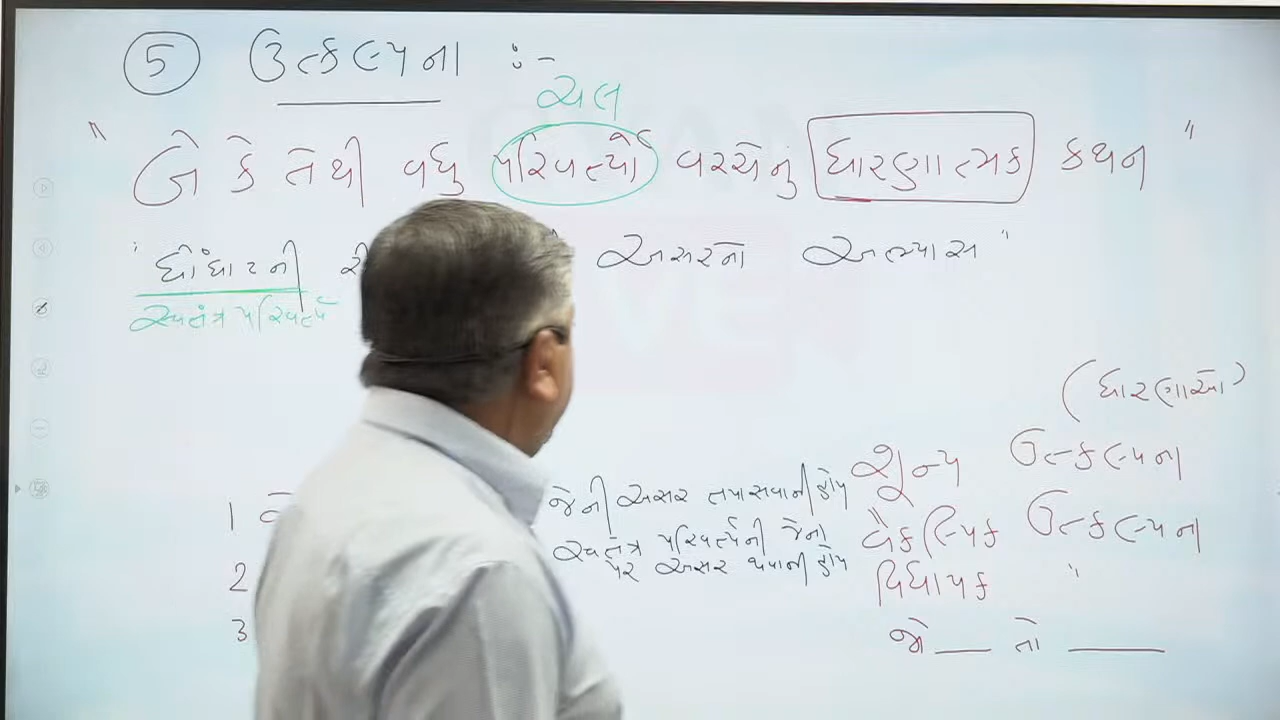 5 ઉત્કલ્પના :-
ચલ
" બે કે તેથી વધુ પરિવર્ત્યો વચ્ચેનું ધારણાત્મક કથન "
' ઘોંઘાટની અસરનો અભ્યાસ "
સ્વતંત્ર પરિવર્ત્ય
(ધારણાઓ)
શૂન્ય ઉત્કલ્પના
1 જેની અસર તપાસવાની હોય
વૈકલ્પિક ઉત્કલ્પના
સ્વતંત્ર પરિવર્ત્યની જેના
2 પર અસર થવાની હોય
વિધાયક "
3
જો ___ તો ___